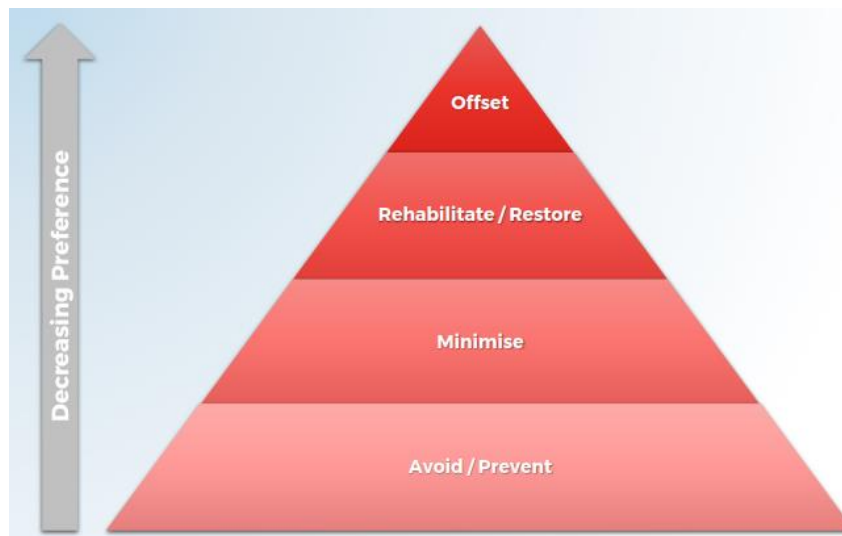 Decreasing Preference
Offset
Rehabilitate / Restore
Minimise
Avoid / Prevent